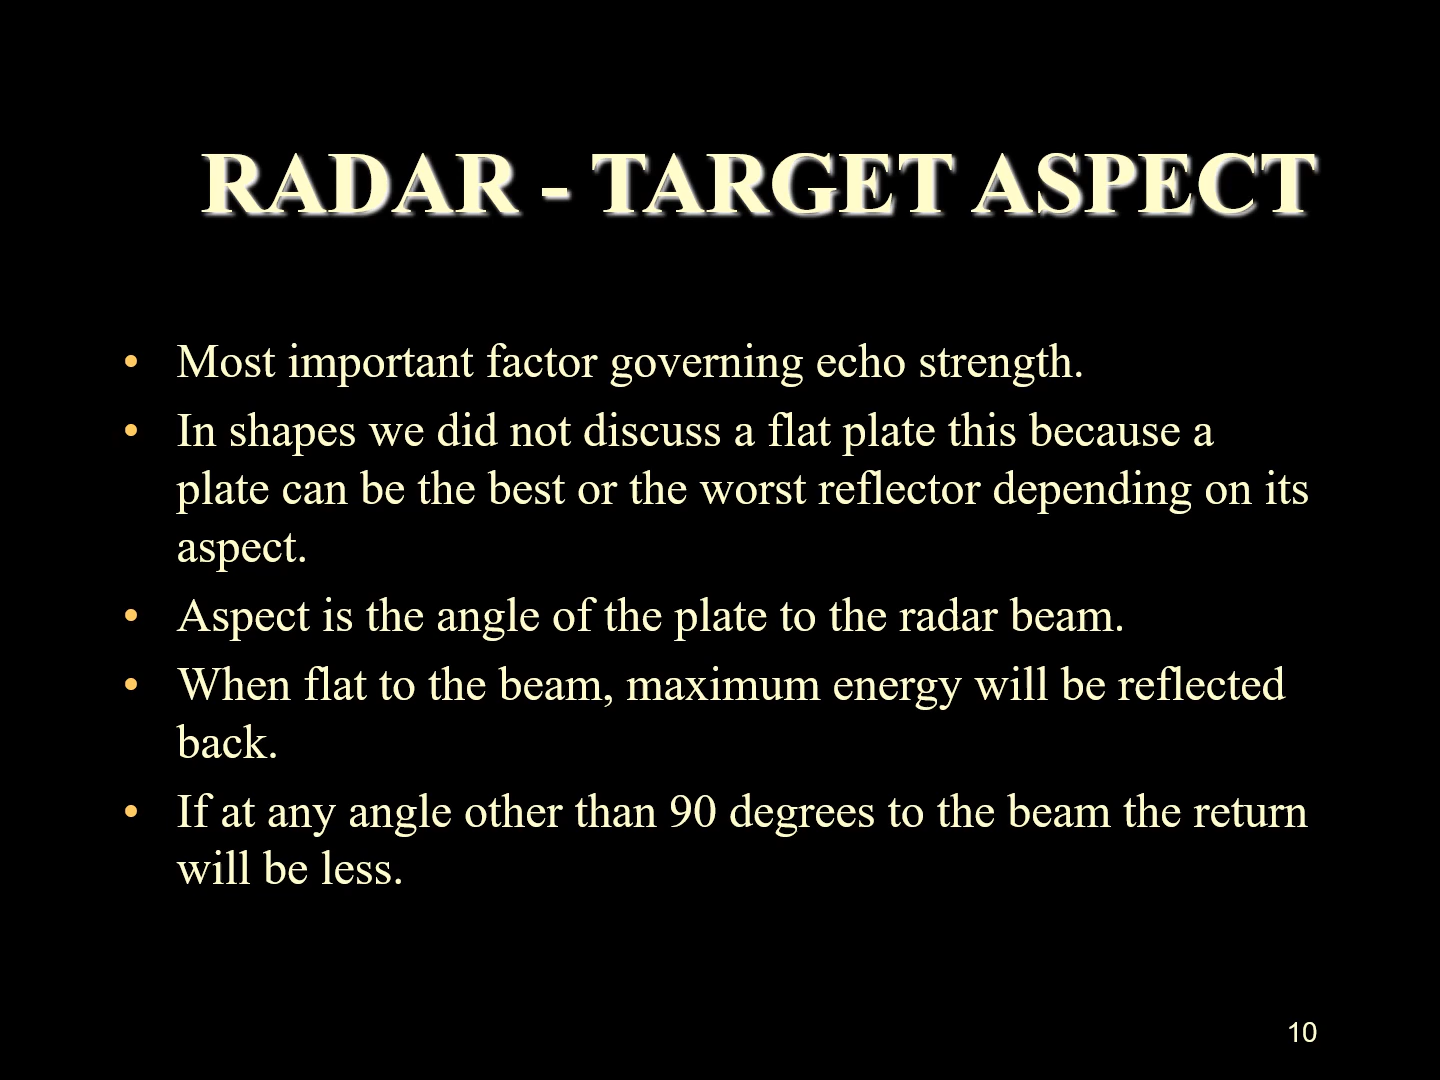 RADAR - TARGET ASPECT
• Most important factor governing echo strength.
• In shapes we did not discuss a flat plate this because a
plate can be the best or the worst reflector depending on its
aspect.
• Aspect is the angle of the plate to the radar beam.
• When flat to the beam, maximum energy will be reflected
back.
• If at any angle other than 90 degrees to the beam the return
will be less.
10